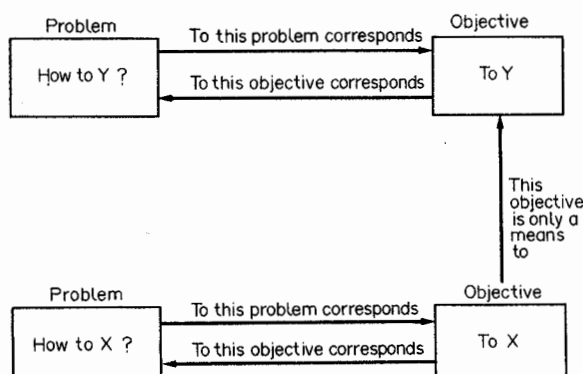 Problem
Objective
To this problem corresponds
How to Y ?
To Y
To this objective corresponds
This
objective
is only a
means
to
Problem
Objective
To this problem corresponds
How to X ?
To X
To this objective corresponds